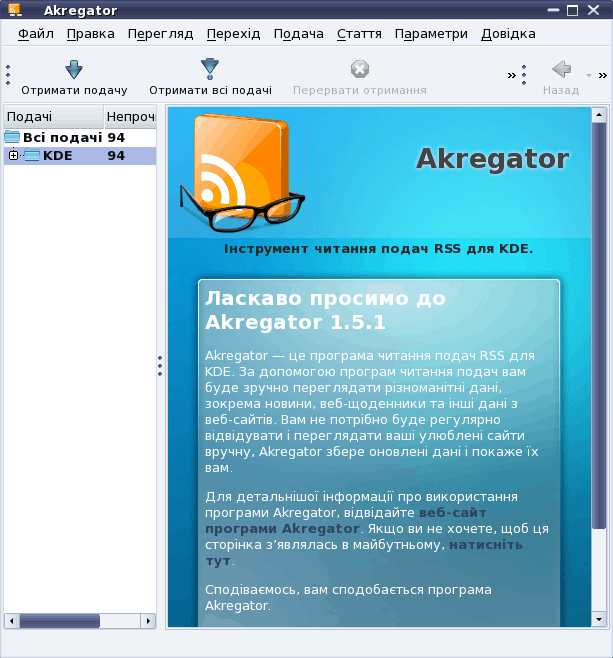 Akregator
Файл Правка Перегляд Перехід Подача Стаття Параметри Довідка
Отримати подачу Отримати всі подачі Перервати отримання » Назад »
Подачі
Всі подачі 94
KDE 94
Akregator
Інструмент читання подач RSS для KDE.
Ласкаво просимо до
Akregator 1.5.1
Akregator — це програма читання подач RSS для
KDE. За допомогою програм читання подач вам
буде зручно переглядати різноманітні дані,
зокрема новини, веб-щоденники та інші дані з
веб-сайтів. Вам не потрібно буде регулярно
відвідувати і переглядати ваші улюблені сайти
вручну, Akregator збере оновлені дані і покаже їх
вам.
Для детальнішої інформації про використання
програми Akregator, відвідайте веб-сайт
програми Akregator. Якщо ви не хочете, щоб ця
сторінка з’являлась в майбутньому, натисніть
тут.
Сподіваємось, вам сподобається програма
Akregator.